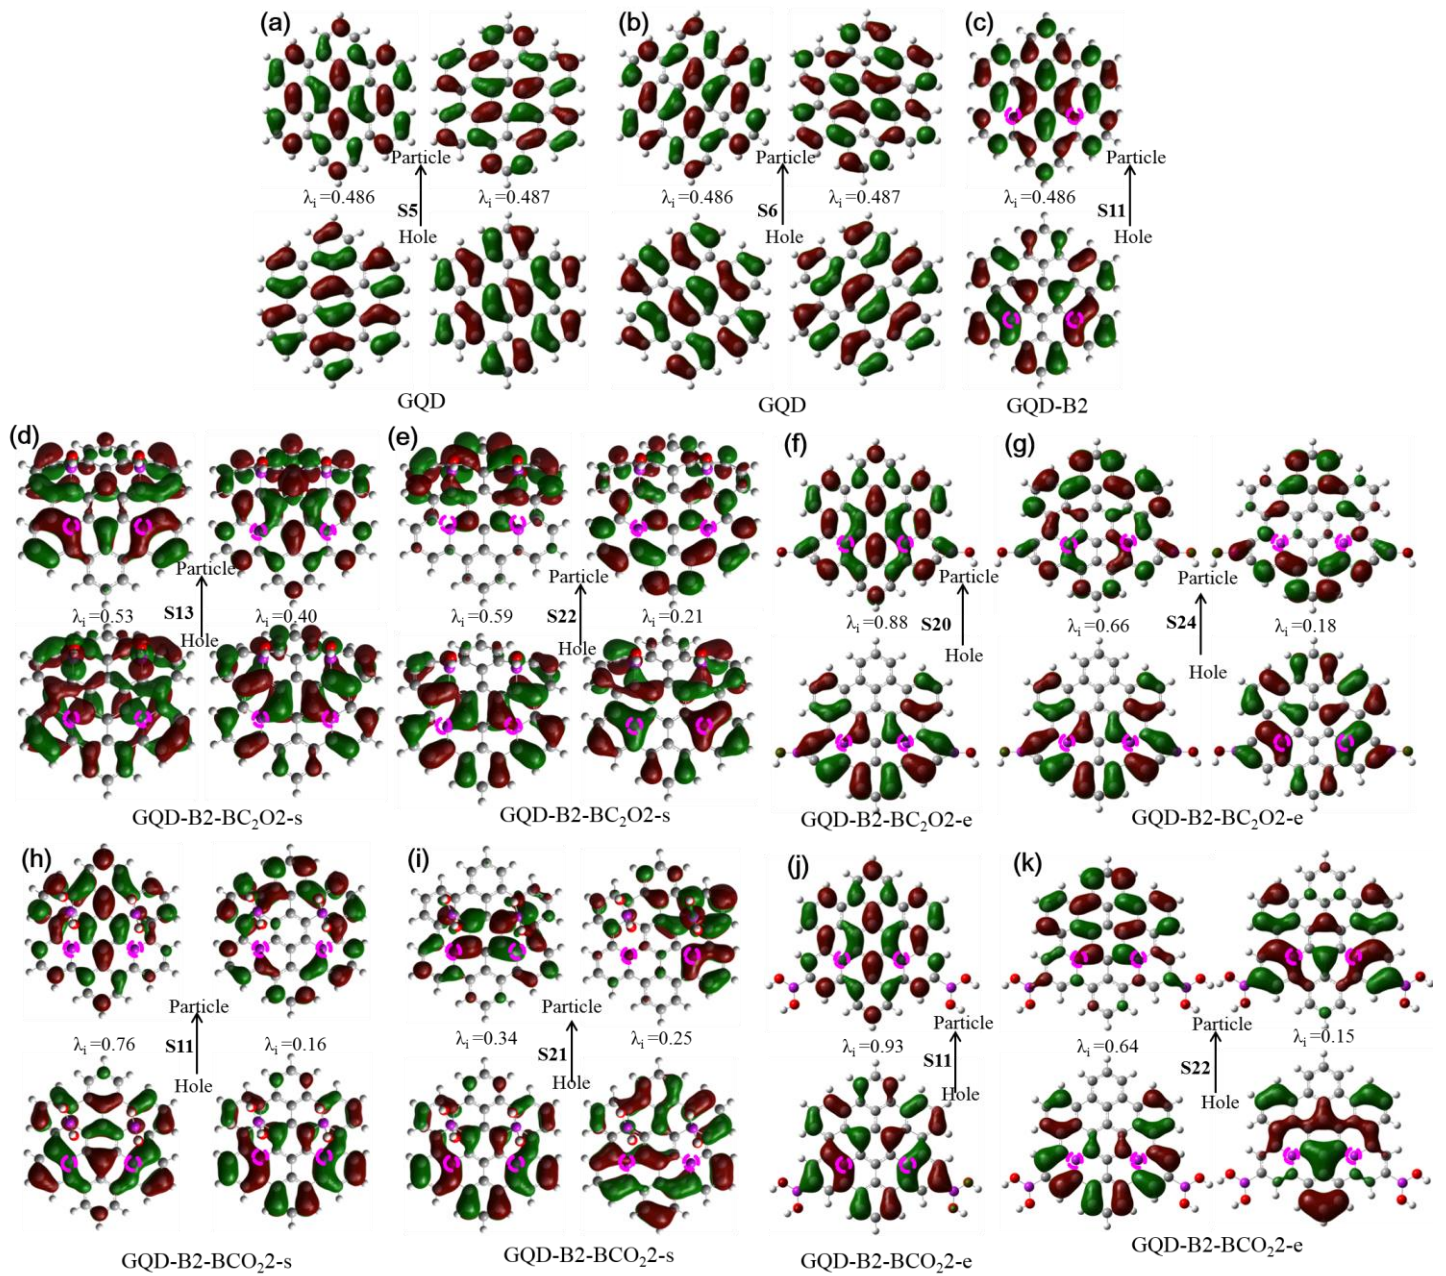 (a)
(b)
(c)
Particle
Particle
Particle
λi=0.486
S5
λi=0.487
λi=0.486
S6
λi=0.487
λi=0.486
S11
Hole
Hole
Hole
GQD
GQD
GQD-B2
(d)
(e)
(f)
(g)
Particle
Particle
Particle
Particle
λi=0.53
S13
λi=0.40
λi=0.59
S22
λi=0.21
λi=0.88
S20
λi=0.66
S24
λi=0.18
Hole
Hole
Hole
Hole
GQD-B2-BC₂O2-s
GQD-B2-BC₂O2-s
GQD-B2-BC₂O2-e
GQD-B2-BC₂O2-e
(h)
(i)
(j)
(k)
Particle
Particle
Particle
Particle
λi=0.76
S11
λi=0.16
λi=0.34
S21
λi=0.25
λi=0.93
S11
λi=0.64
S22
λi=0.15
Hole
Hole
Hole
Hole
GQD-B2-BCO₂2-s
GQD-B2-BCO₂2-s
GQD-B2-BCO₂2-e
GQD-B2-BCO₂2-e